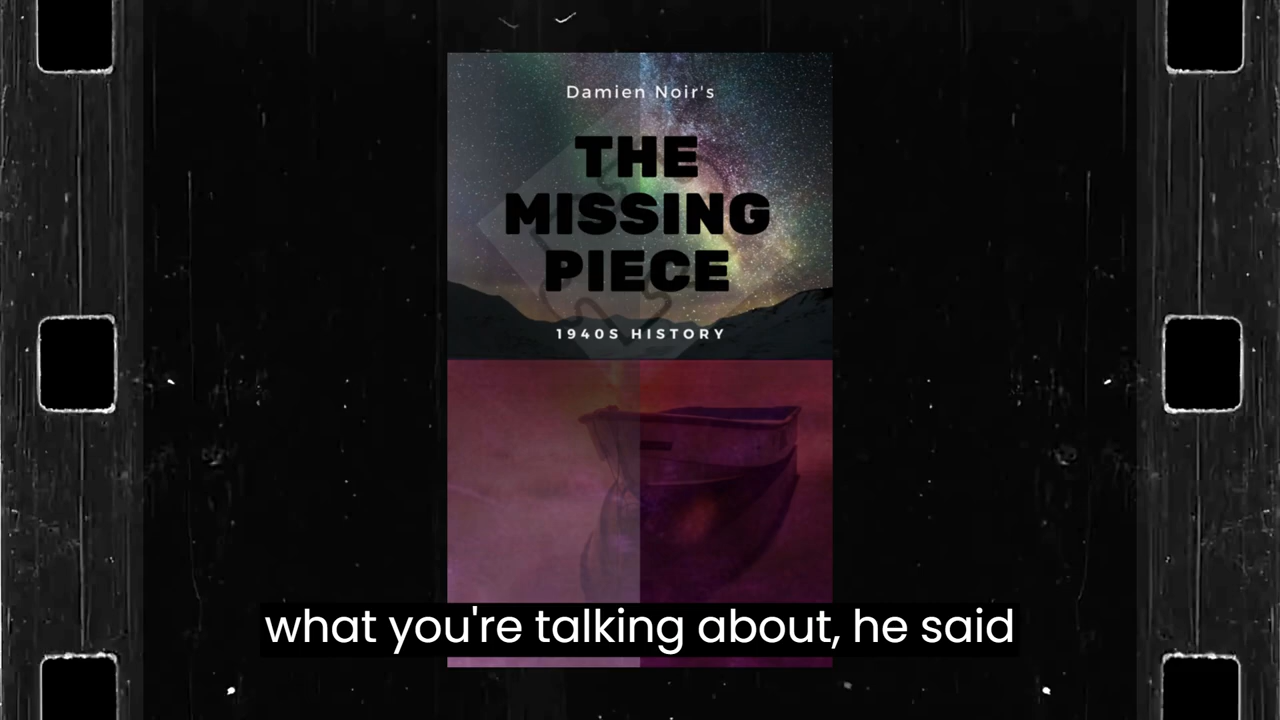 Damien Noir's
THE
MISSING
PIECE
1940S HISTORY
what you're talking about, he said